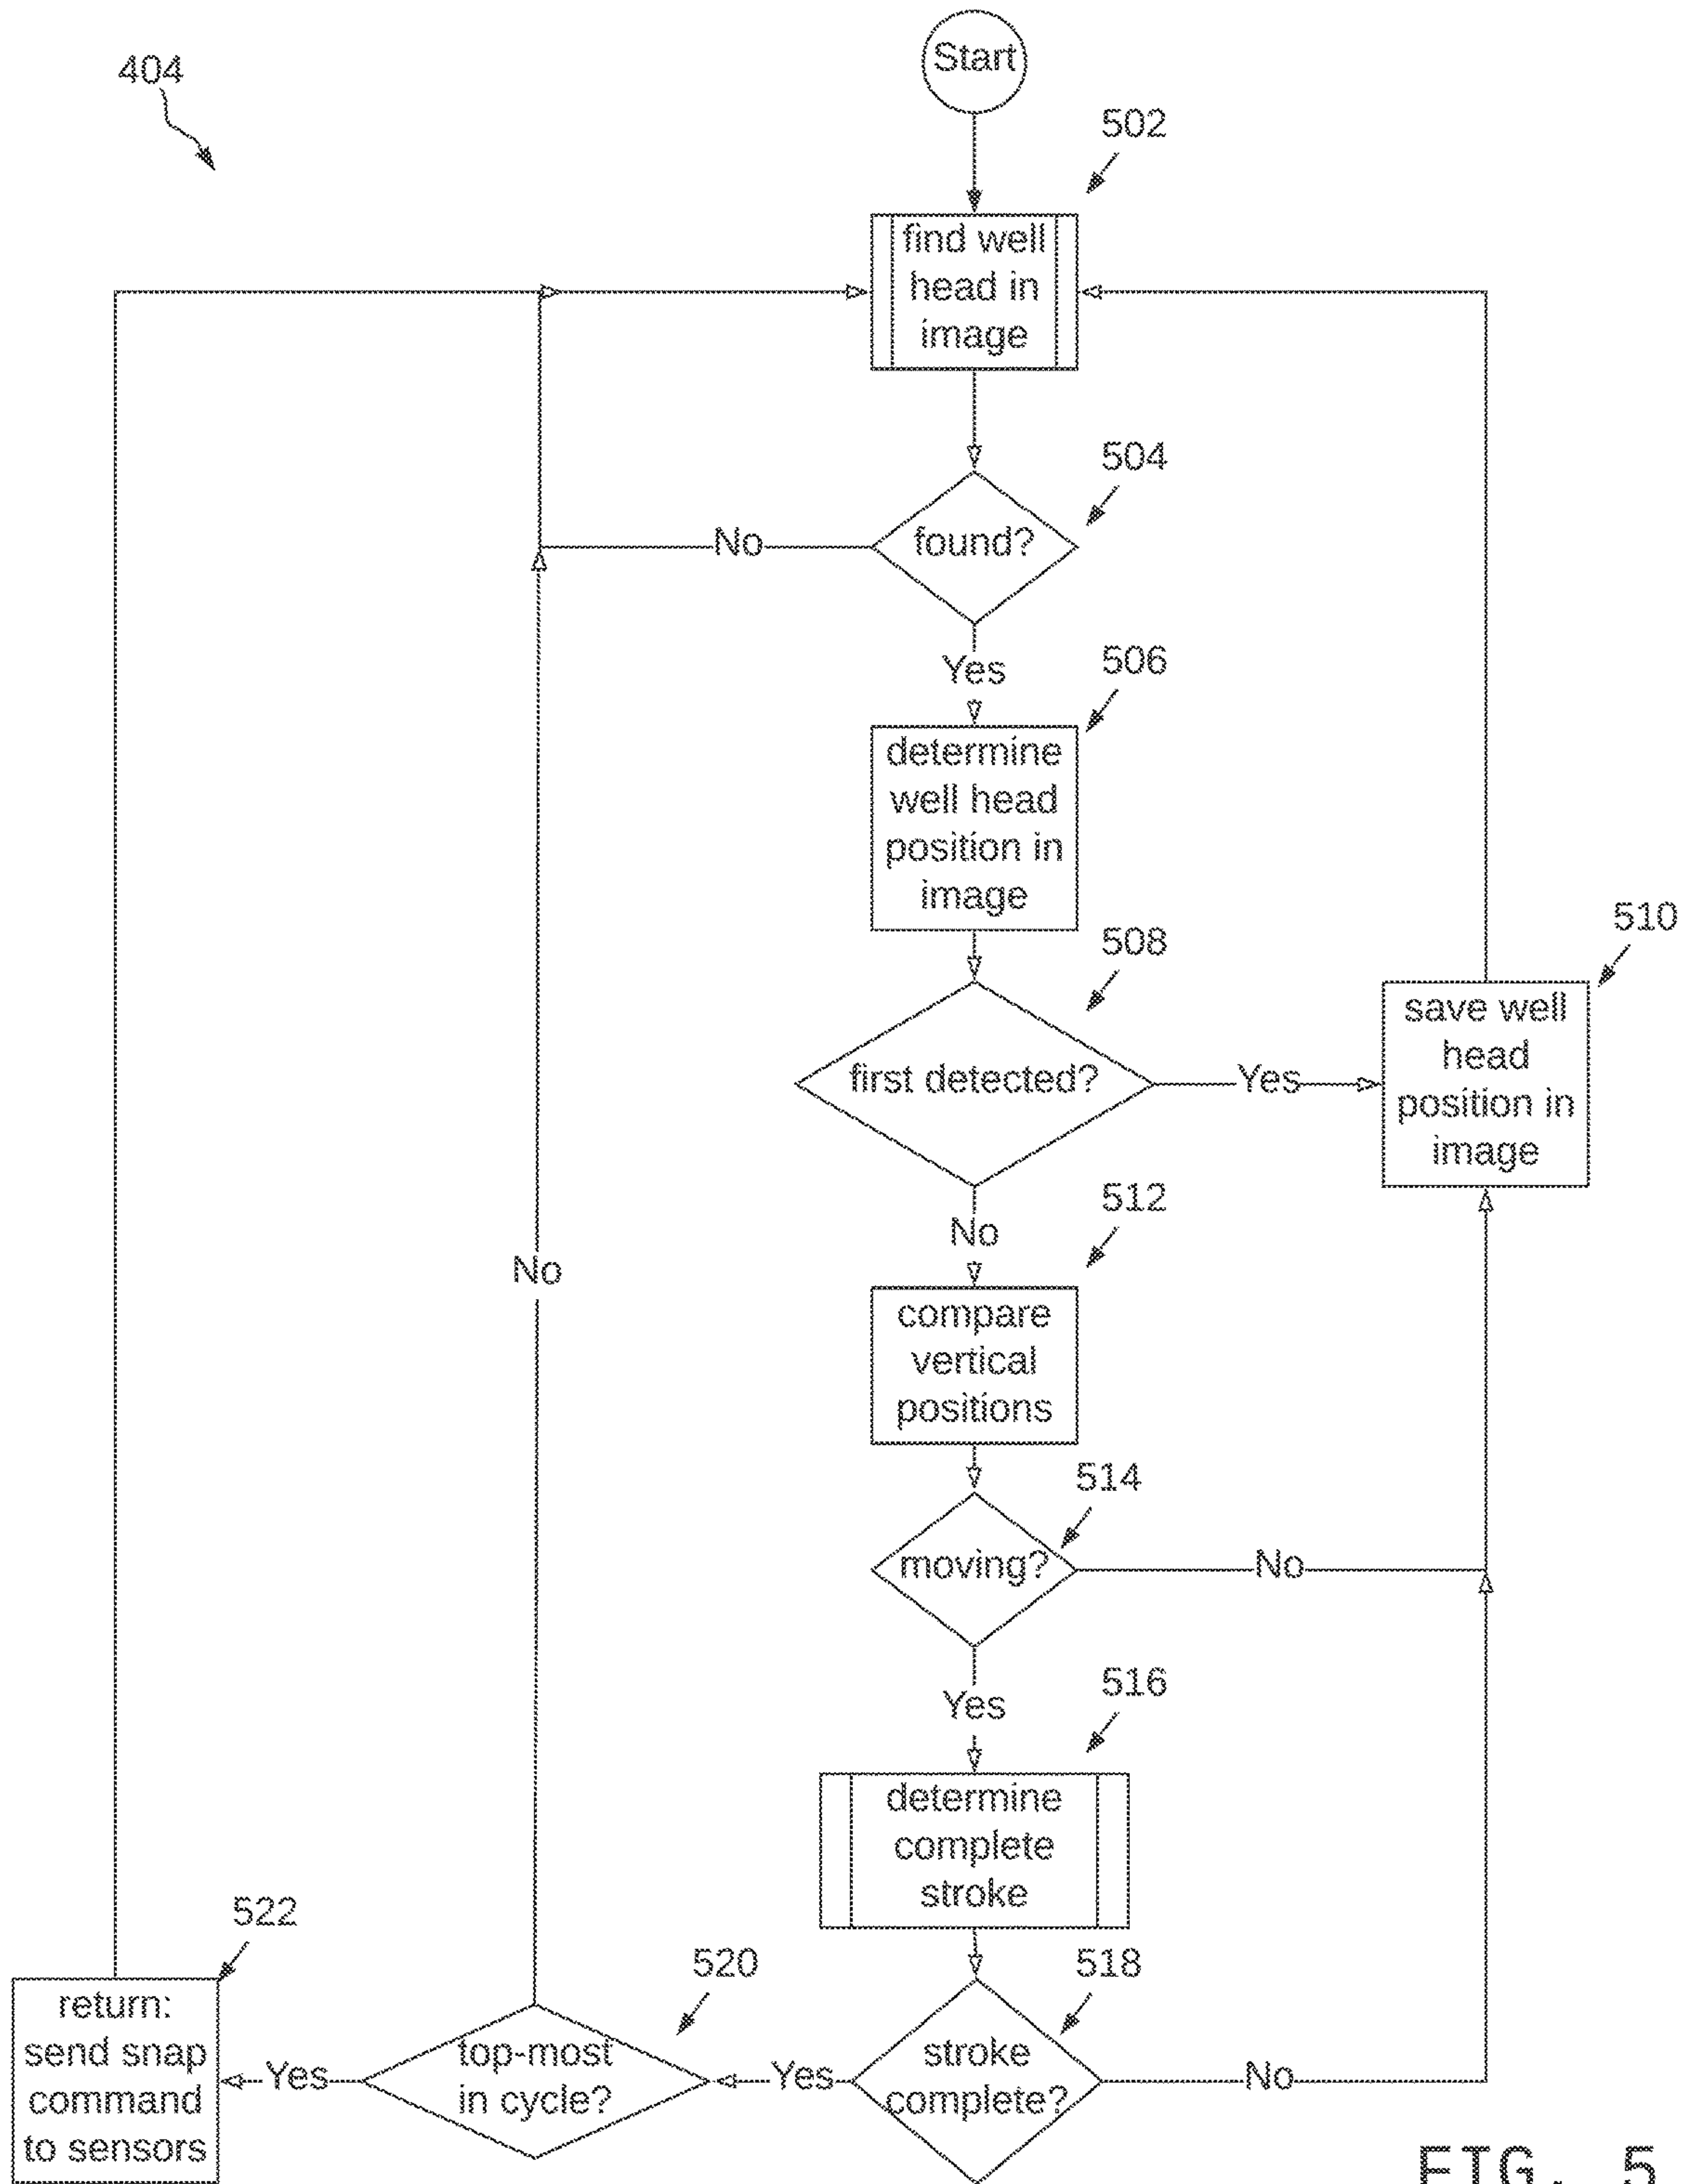 Start
404
502
find well
head in
image
504
found?
No
Yes
506
determine
well head
position in
image
508
510
first detected?
Yes
save well
head
position in
image
No
512
compare
vertical
positions
No
514
moving?
No
Yes
516
determine
complete
stroke
522
520
518
return:
send snap
command
to sensors
Yes
top-most
in cycle?
Yes
stroke
complete?
No
FIG. 5